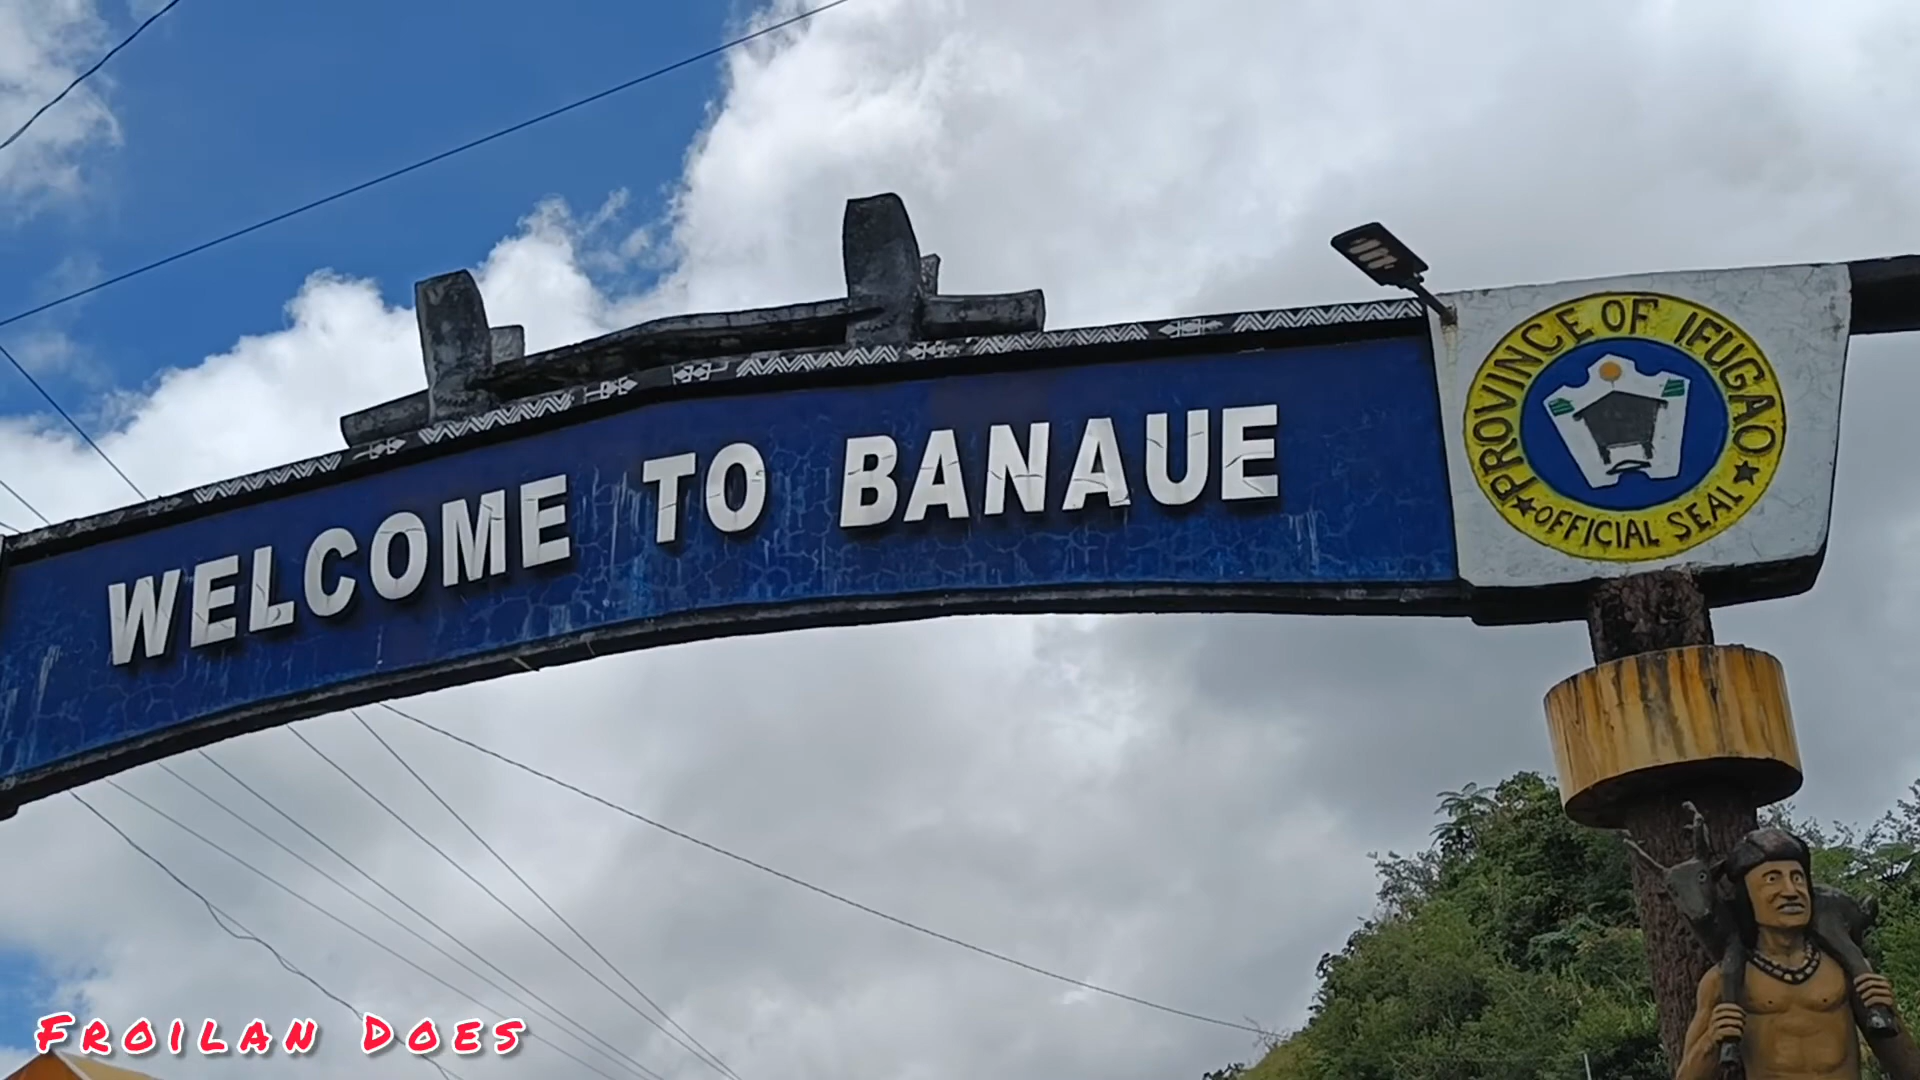 WELCOME TO BANAUE
PROVINCE OF IFUGAO
★ OFFICIAL SEAL ★
FROILAN DOES